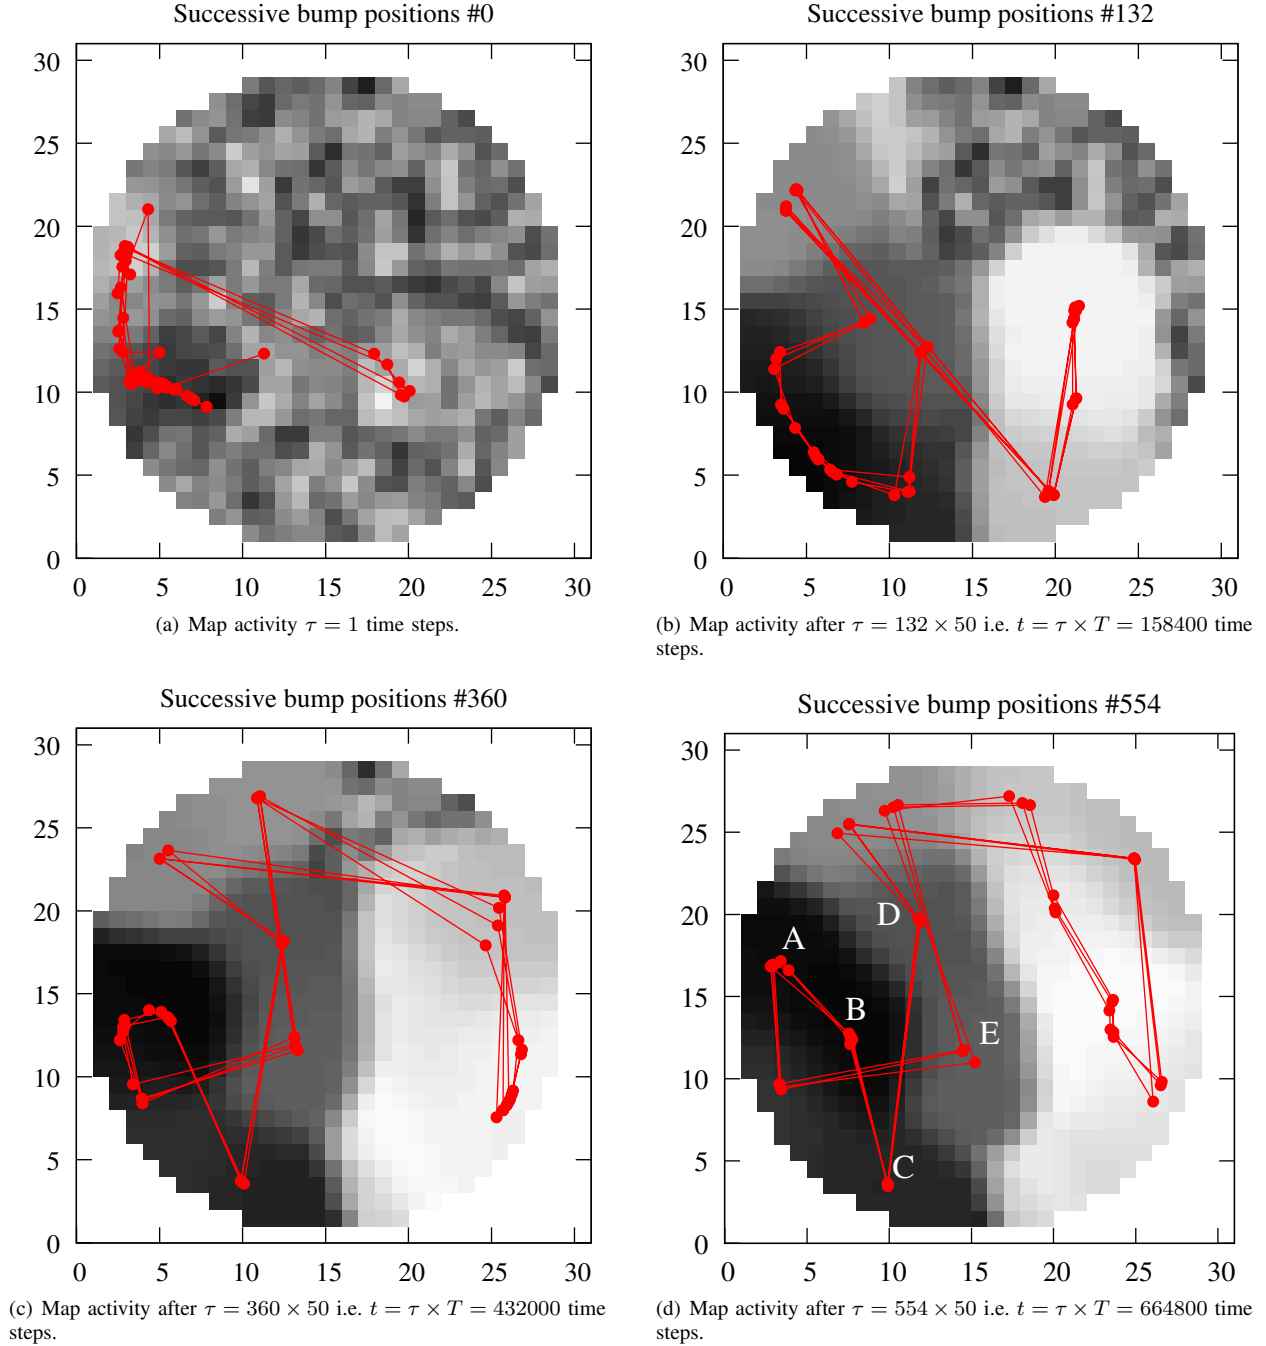 Successive bump positions #0
30
25
20
15
10
5
0
0 5 10 15 20 25 30
(a) Map activity τ = 1 time steps.
Successive bump positions #132
30
25
20
15
10
5
0
0 5 10 15 20 25 30
(b) Map activity after τ = 132 × 50 i.e. t = τ × T = 158400 time
steps.
Successive bump positions #360
30
25
20
15
10
5
0
0 5 10 15 20 25 30
(c) Map activity after τ = 360 × 50 i.e. t = τ × T = 432000 time
steps.
Successive bump positions #554
30
25
20
15
10
5
0
A
B
C
D
E
0 5 10 15 20 25 30
(d) Map activity after τ = 554 × 50 i.e. t = τ × T = 664800 time
steps.